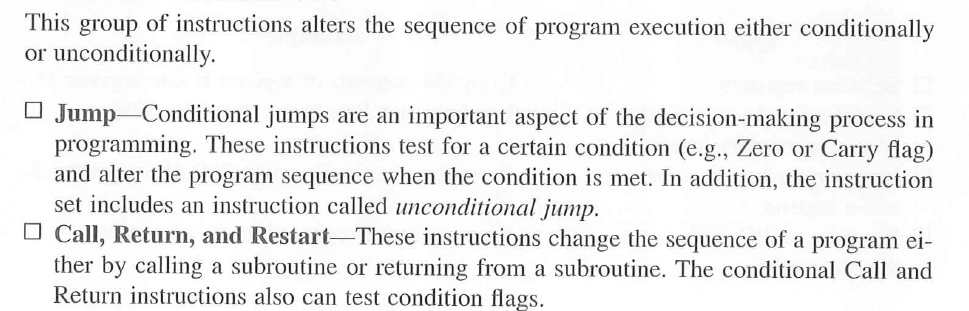 This group of instructions alters the sequence of program execution either conditionally
or unconditionally.
☐ Jump—Conditional jumps are an important aspect of the decision-making process in
programming. These instructions test for a certain condition (e.g., Zero or Carry flag)
and alter the program sequence when the condition is met. In addition, the instruction
set includes an instruction called unconditional jump.
☐ Call, Return, and Restart—These instructions change the sequence of a program ei-
ther by calling a subroutine or returning from a subroutine. The conditional Call and
Return instructions also can test condition flags.